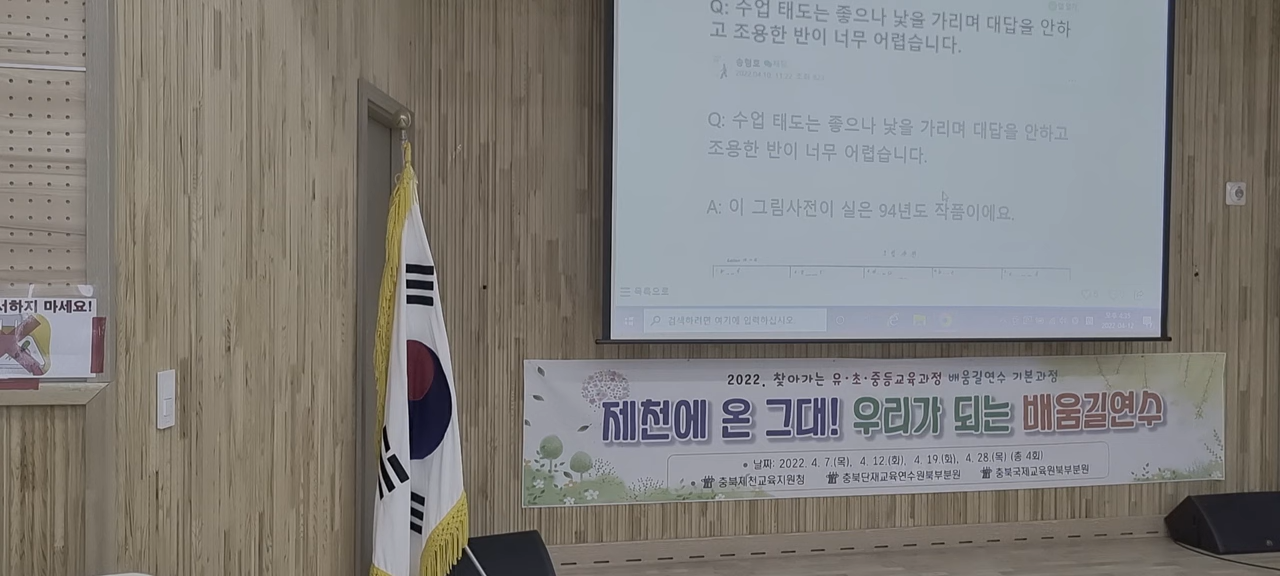 Q: 수업 태도는 좋으나 낯을 가리며 대답을 안하
고 조용한 반이 너무 어렵습니다.
Q: 수업 태도는 좋으나 낯을 가리며 대답을 안하고
조용한 반이 너무 어렵습니다.
A: 이 그림사전이 실은 94년도 작품이에요.
목록으로
검색하려면 여기에 입력하십시오.
서하지 마세요!
2022. 찾아가는 유·초·중등교육과정 배움길연수 기본과정
제천에 온 그대! 우리가 되는 배움길연수
• 날짜: 2022. 4. 7.(목), 4. 12.(화), 4. 19.(화), 4. 28.(목) (총 4회)
충북제천교육지원청 충북단재교육연수원북부분원 충북국제교육원북부분원